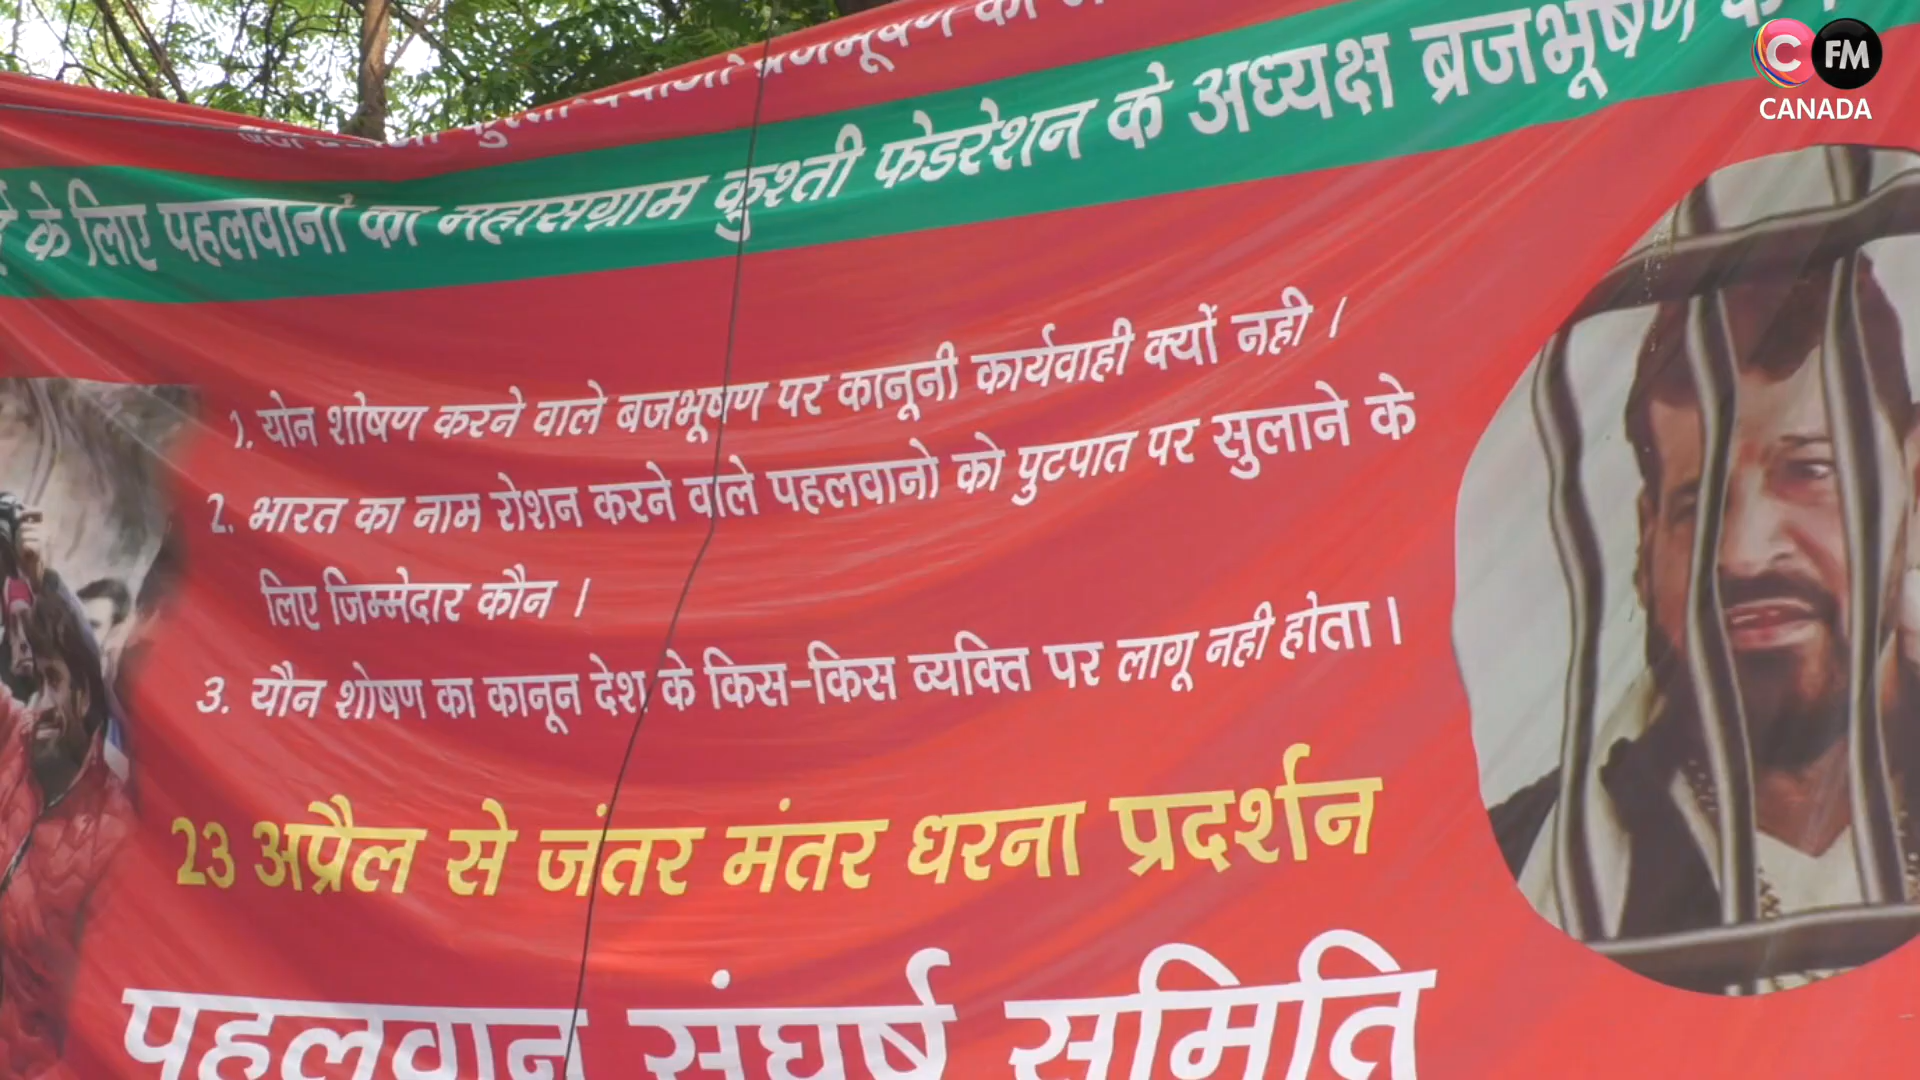 C FM
CANADA
के लिए पहलवानों का महासग्राम कुश्ती फेडरेशन के अध्यक्ष ब्रजभूषण
1. योन शोषण करने वाले बजभूषण पर कानूनी कार्यवाही क्यों नही ।
2. भारत का नाम रोशन करने वाले पहलवानो को पुटपात पर सुलाने के
लिए जिम्मेदार कौन ।
3. यौन शोषण का कानून देश के किस-किस व्यक्ति पर लागू नही होता ।
23 अप्रैल से जंतर मंतर धरना प्रदर्शन
पहलवान संघर्ष समिति